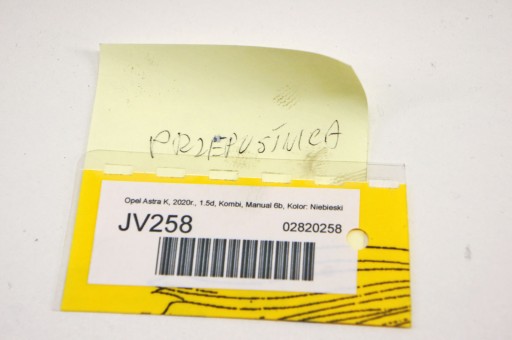 PRZEPUSTNICA
Opel Astra K, 2020r., 1.5d, Kombi, Manual 6b, Kolor: Niebieski
JV258 02820258